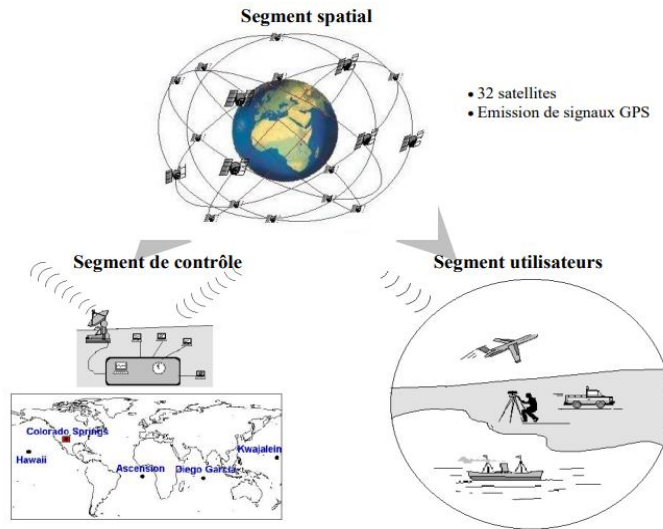 Segment spatial
• 32 satellites
• Emission de signaux GPS
Segment de contrôle
Segment utilisateurs
Colorado Springs
Hawaii
Ascension
Diego Garcia
Kwajalein